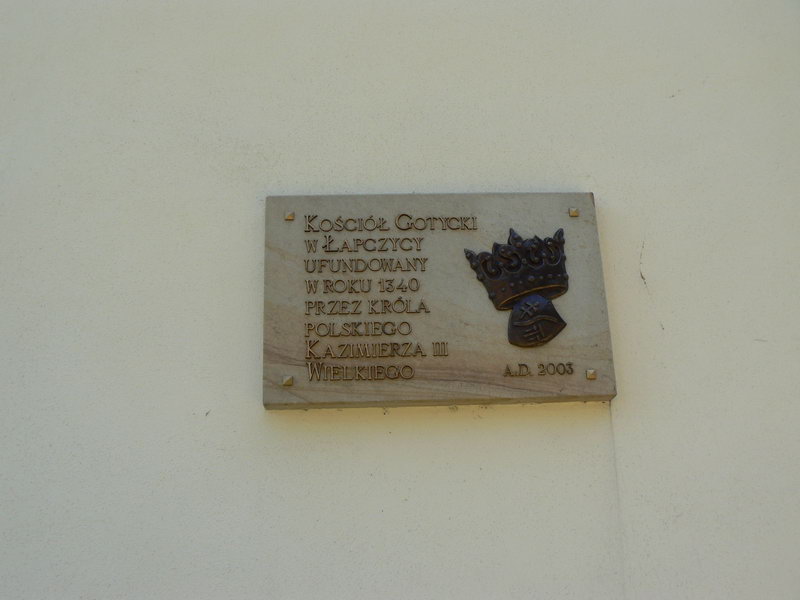 Kościół Gotycki
w Łapczycy
ufundowany
w roku 1340
przez króla
polskiego
Kazimierza III
Wielkiego
A.D. 2003